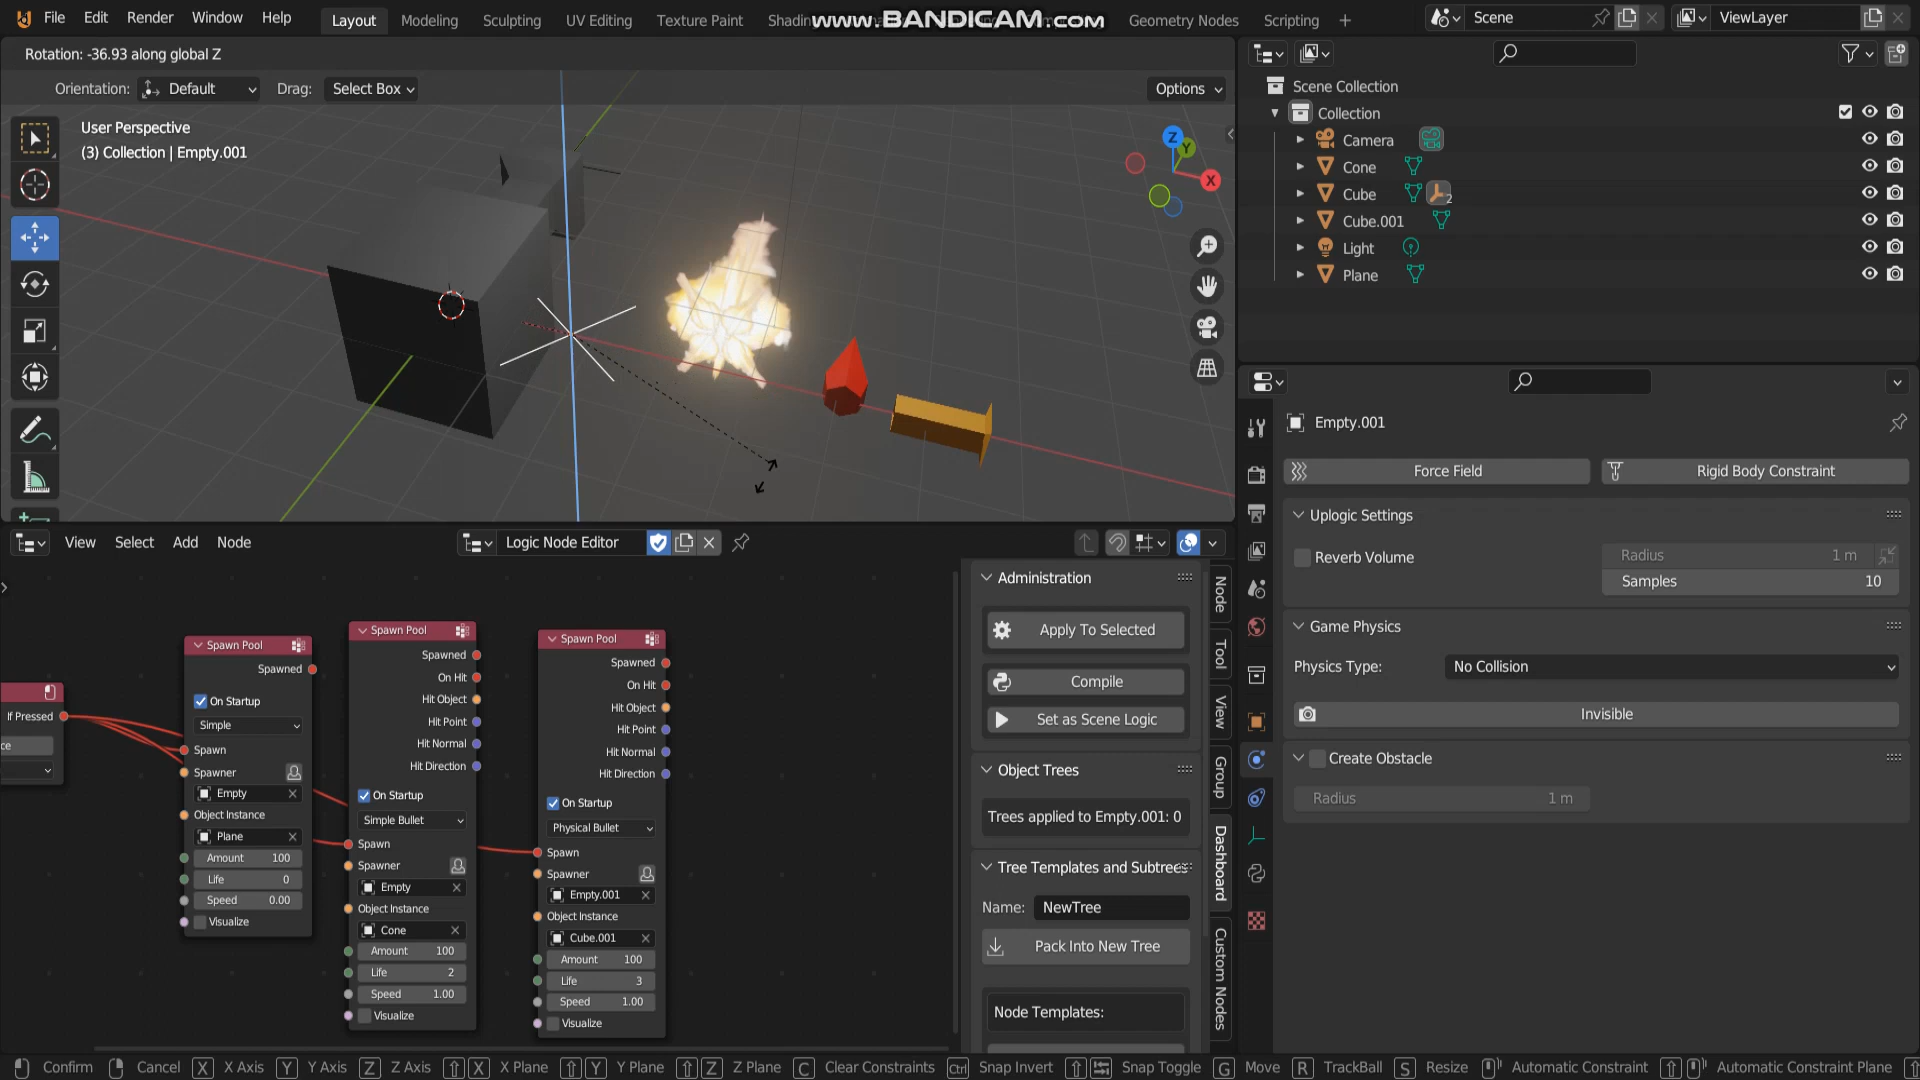 File Edit Render Window Help Layout Modeling Sculpting UV Editing Texture Paint Shadin www.BANDICAM.com Geometry Nodes Scripting + Scene ViewLayer
Rotation: -36.93 along global Z
Orientation: Default Drag: Select Box Options
User Perspective
(3) Collection | Empty.001
Z
Y
X
Scene Collection
Collection
Camera
Cone
Cube 2
Cube.001
Light
Plane
Empty.001
Force Field Rigid Body Constraint
Uplogic Settings
Reverb Volume Radius 1 m
Samples 10
Game Physics
Physics Type: No Collision
Invisible
Create Obstacle
Radius 1 m
View Select Add Node Logic Node Editor
If Pressed
ce
Spawn Pool
Spawned
On Startup
Simple
Spawn
Spawner
Empty
Object Instance
Plane
Amount 100
Life 0
Speed 0.00
Visualize
Spawn Pool
Spawned
On Hit
Hit Object
Hit Point
Hit Normal
Hit Direction
On Startup
Simple Bullet
Spawn
Spawner
Empty
Object Instance
Cone
Amount 100
Life 2
Speed 1.00
Visualize
Spawn Pool
Spawned
On Hit
Hit Object
Hit Point
Hit Normal
Hit Direction
On Startup
Physical Bullet
Spawn
Spawner
Empty.001
Object Instance
Cube.001
Amount 100
Life 3
Speed 1.00
Visualize
Administration
Apply To Selected
Compile
Set as Scene Logic
Object Trees
Trees applied to Empty.001: 0
Tree Templates and Subtrees
Name: NewTree
Pack Into New Tree
Node Templates:
Node
Tool
View
Group
Dashboard
Custom Nodes
Confirm Cancel X X Axis Y Y Axis Z Z Axis X X Plane Y Y Plane Z Z Plane C Clear Constraints Ctrl Snap Invert Snap Toggle G Move R TrackBall S Resize Automatic Constraint Automatic Constraint Plane